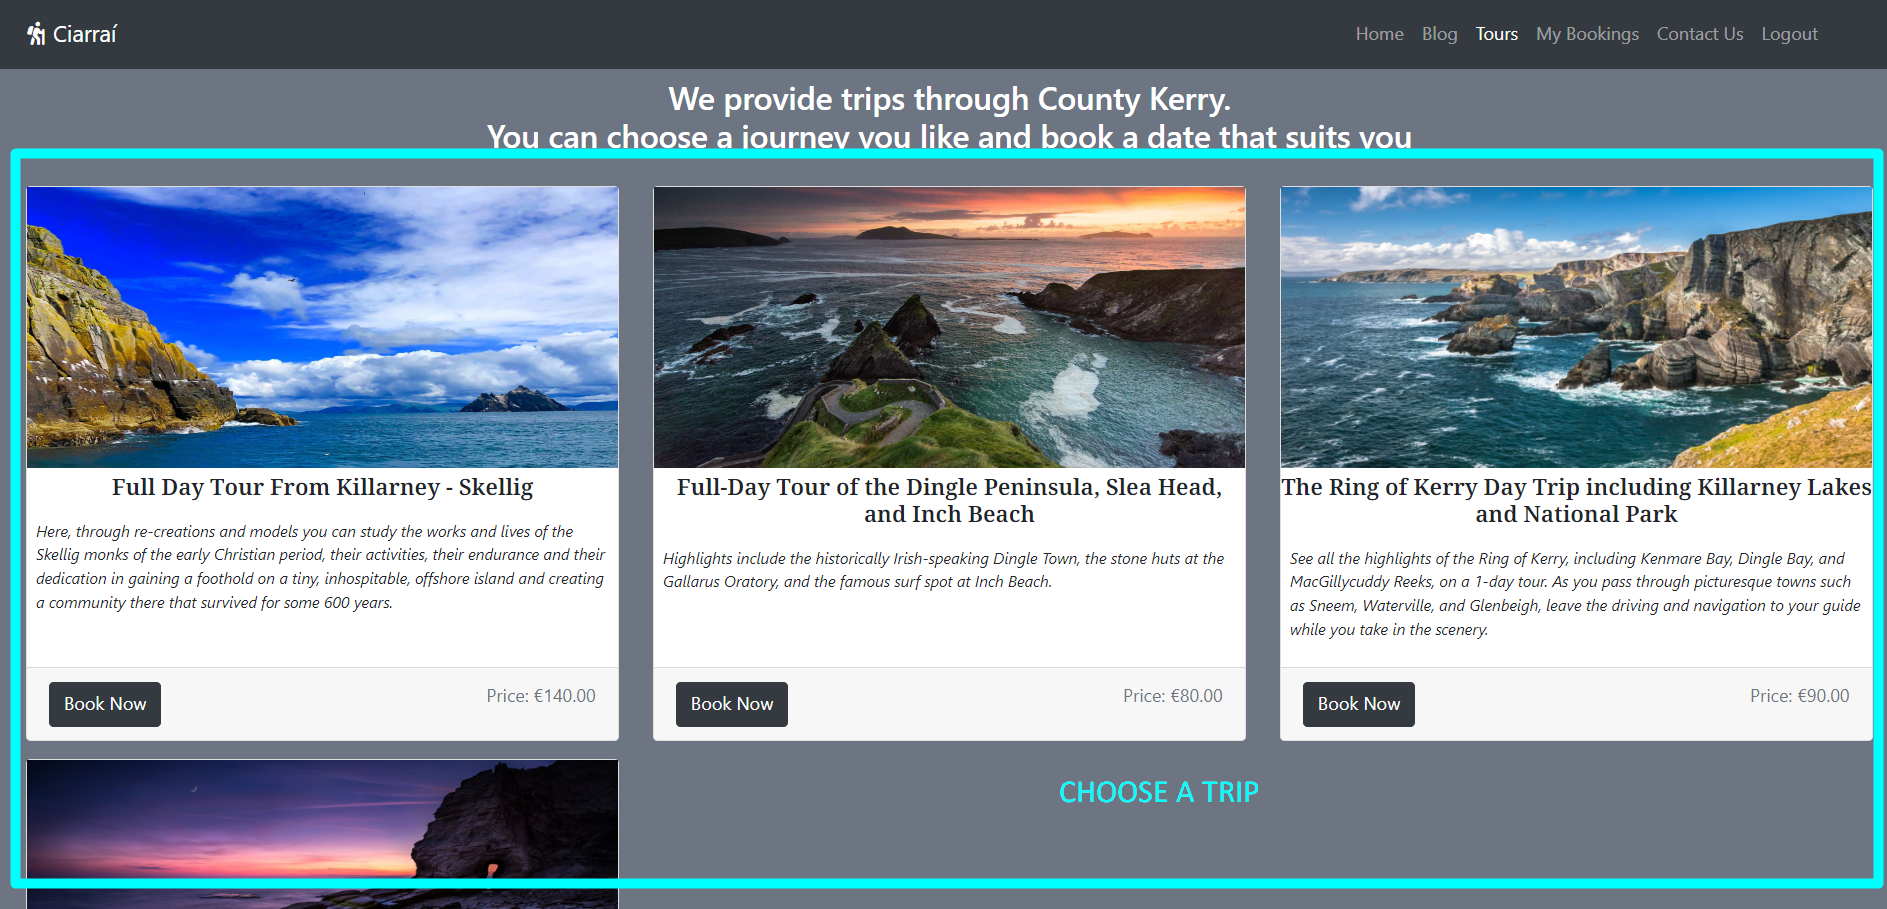 Ciarraí
Home Blog Tours My Bookings Contact Us Logout
We provide trips through County Kerry.
You can choose a journey you like and book a date that suits you
Full Day Tour From Killarney - Skellig
Here, through re-creations and models you can study the works and lives of the
Skellig monks of the early Christian period, their activities, their endurance and their
dedication in gaining a foothold on a tiny, inhospitable, offshore island and creating
a community there that survived for some 600 years.
Book Now
Price: €140.00
Full-Day Tour of the Dingle Peninsula, Slea Head,
and Inch Beach
Highlights include the historically Irish-speaking Dingle Town, the stone huts at the
Gallarus Oratory, and the famous surf spot at Inch Beach.
Book Now
Price: €80.00
The Ring of Kerry Day Trip including Killarney Lakes
and National Park
See all the highlights of the Ring of Kerry, including Kenmare Bay, Dingle Bay, and
MacGillycuddy Reeks, on a 1-day tour. As you pass through picturesque towns such
as Sneem, Waterville, and Glenbeigh, leave the driving and navigation to your guide
while you take in the scenery.
Book Now
Price: €90.00
CHOOSE A TRIP